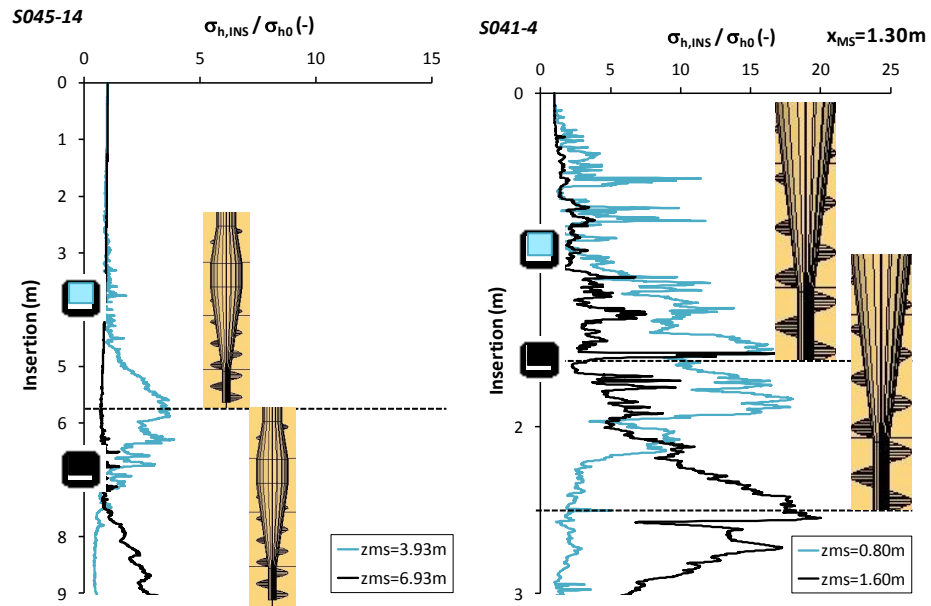 S045-14
σh,INS / σh0 (-)
0 5 10 15
0
1
2
3
5
6
8
9
Insertion (m)
zms=3.93m
zms=6.93m
S041-4
σh,INS / σh0 (-)
xMS=1.30m
0 5 10 15 20 25
0
2
3
Insertion (m)
zms=0.80m
zms=1.60m